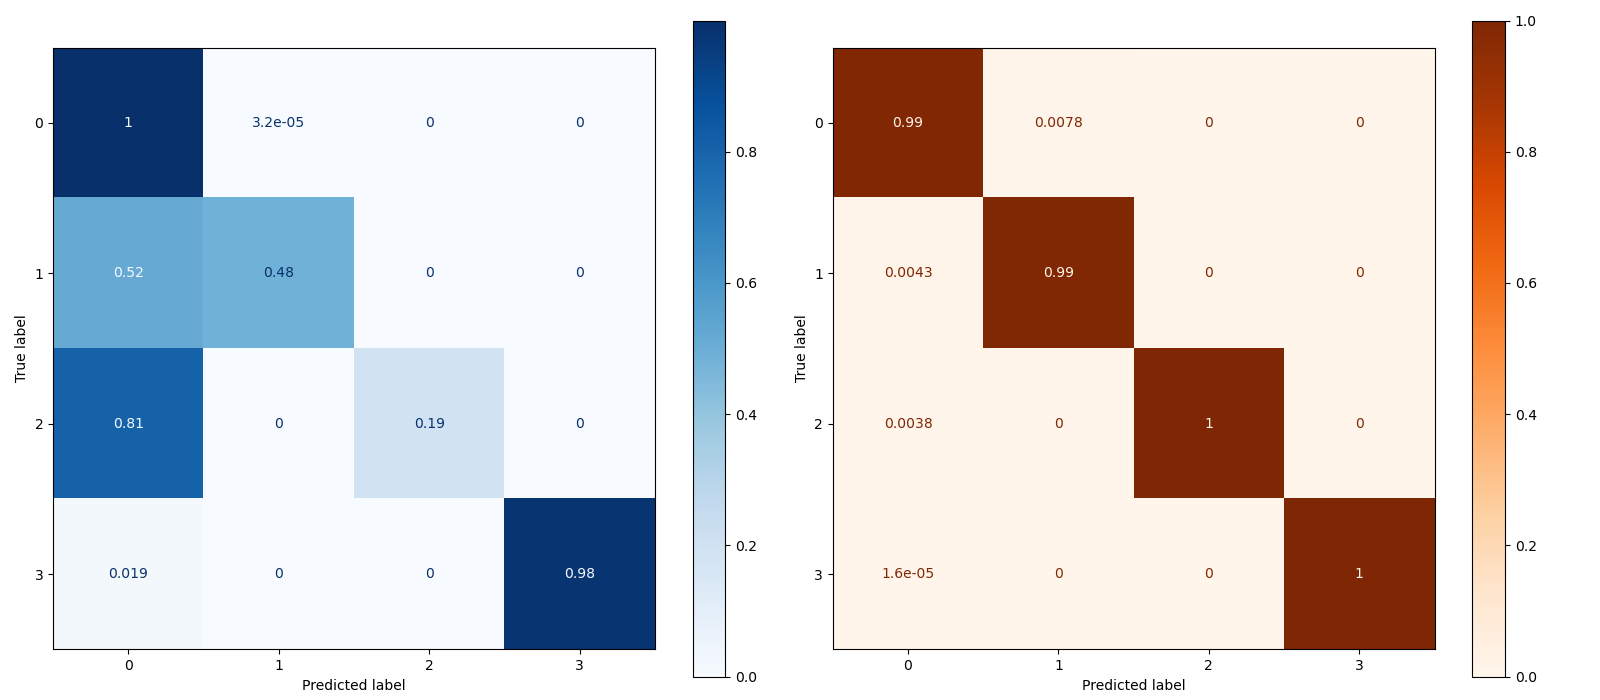 1.0
0 1 3.2e-05 0 0
0.8
0 0.99 0.0078 0 0
0.8
1 0.52 0.48 0 0
0.6
1 0.0043 0.99 0 0
0.6
True label
True label
0.4
0.4
2 0.81 0 0.19 0
2 0.0038 0 1 0
0.2
0.2
3 0.019 0 0 0.98
3 1.6e-05 0 0 1
0 1 2 3
0.0
0 1 2 3
0.0
Predicted label
Predicted label